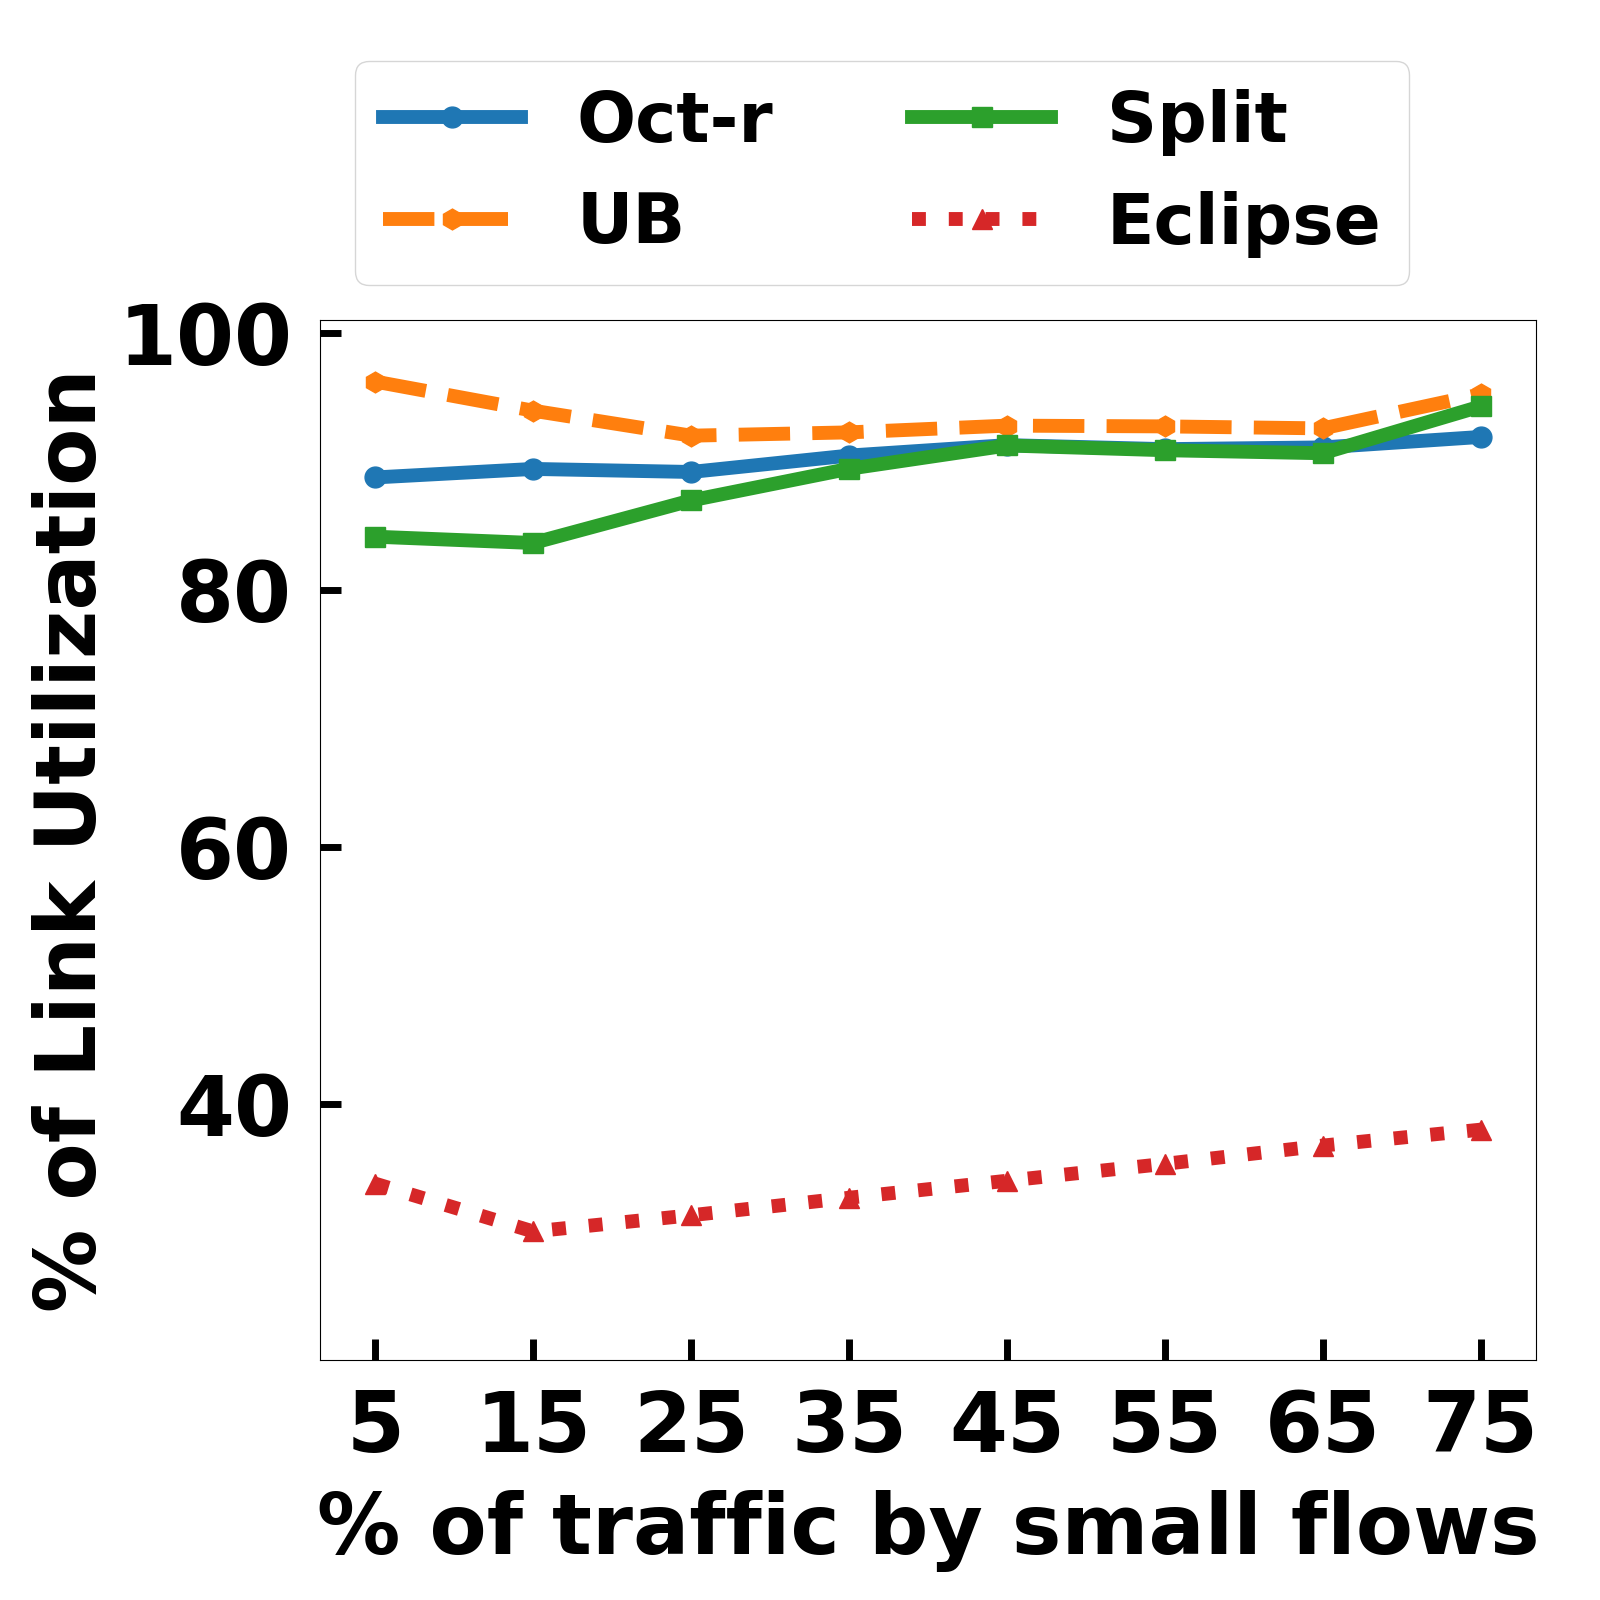 Oct-r Split
UB Eclipse
100
80
60
40
% of Link Utilization
5 15 25 35 45 55 65 75
% of traffic by small flows